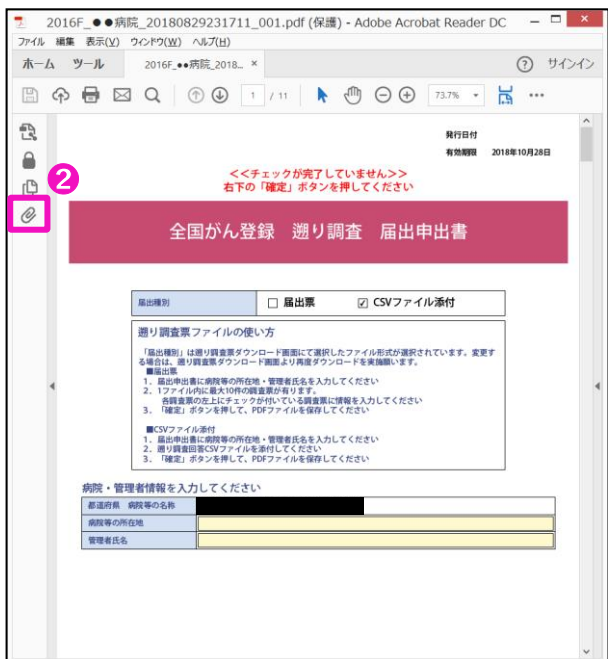 2016F_●●病院_20180829231711_001.pdf (保護) - Adobe Acrobat Reader DC
ファイル 編集 表示(V) ウィンドウ(W) ヘルプ(H)
ホーム ツール 2016F_●●病院_2018... × ? サインイン
1 / 11 73.7%
発行日付
有効期限 2018年10月28日
<<チェックが完了していません>>
右下の「確定」ボタンを押してください
2
全国がん登録 遡り調査 届出申出書
届出種別 届出票 CSVファイル添付
遡り調査票ファイルの使い方
「届出種別」は遡り調査票ダウンロード画面にて選択したファイル形式が選択されています。変更す
る場合は、遡り調査票ダウンロード画面より再度ダウンロードを実施願います。
■届出票
1. 届出申出書に病院等の所在地・管理者氏名を入力してください
2. 1ファイル内に最大10件の調査票が有ります。
各調査票の左上にチェックが付いている調査票に情報を入力してください
3. 「確定」ボタンを押して、PDFファイルを保存してください
■CSVファイル添付
1. 届出申出書に病院等の所在地・管理者氏名を入力してください
2. 遡り調査回答CSVファイルを添付してください
3. 「確定」ボタンを押して、PDFファイルを保存してください
病院・管理者情報を入力してください
都道府県 病院等の名称
病院等の所在地
管理者氏名